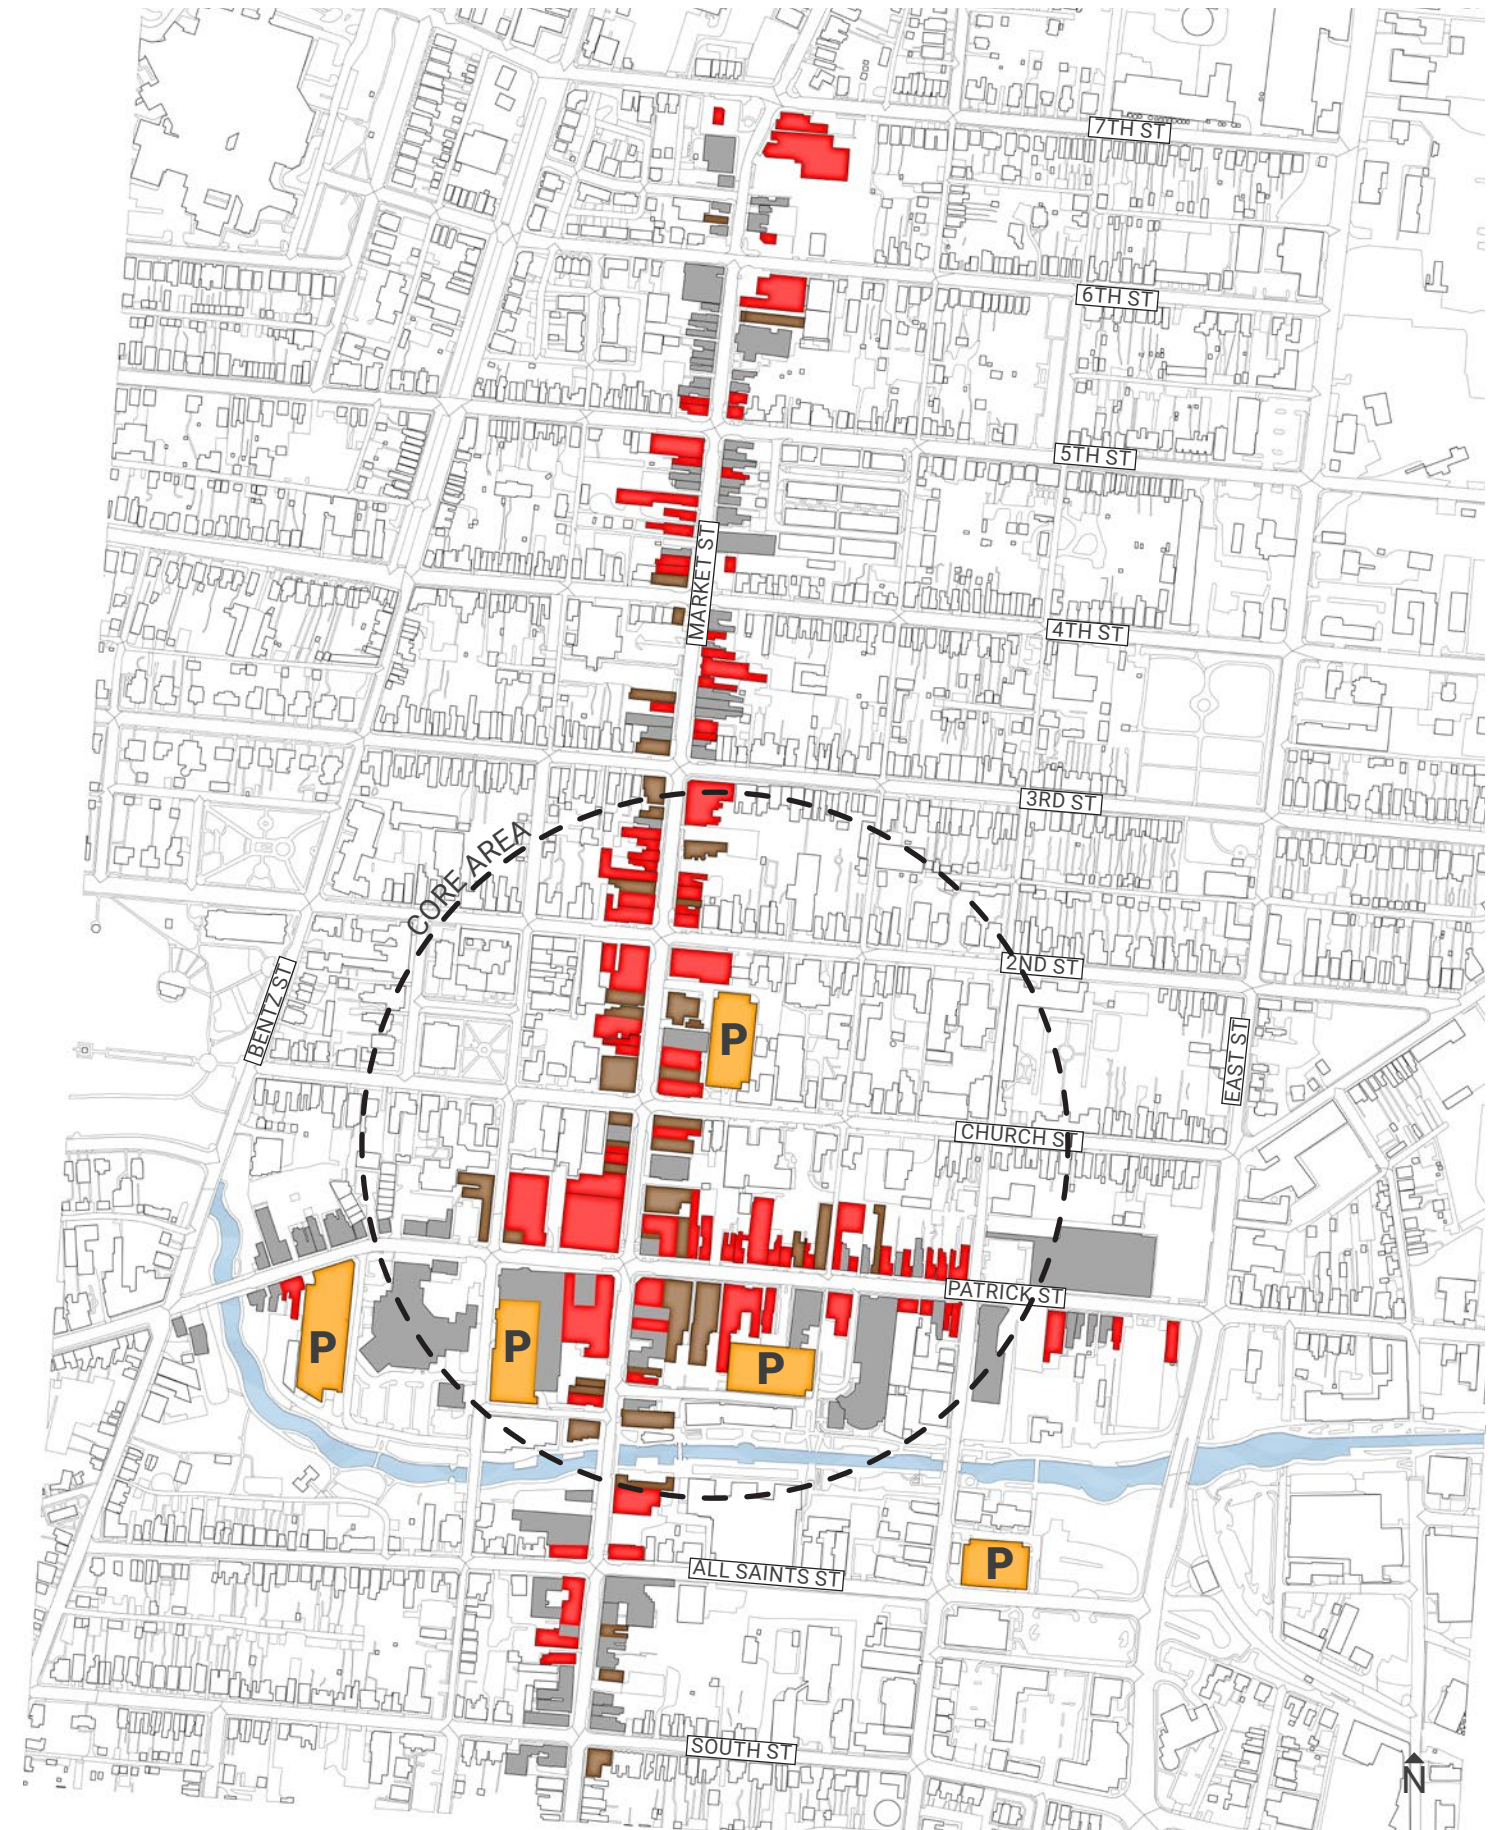 7TH ST
6TH ST
5TH ST
MARKET ST
4TH ST
3RD ST
CORE AREA
2ND ST
BENTZ ST
P
EAST ST
CHURCH ST
PATRICK ST
P
P
P
ALL SAINTS ST
P
SOUTH ST
N